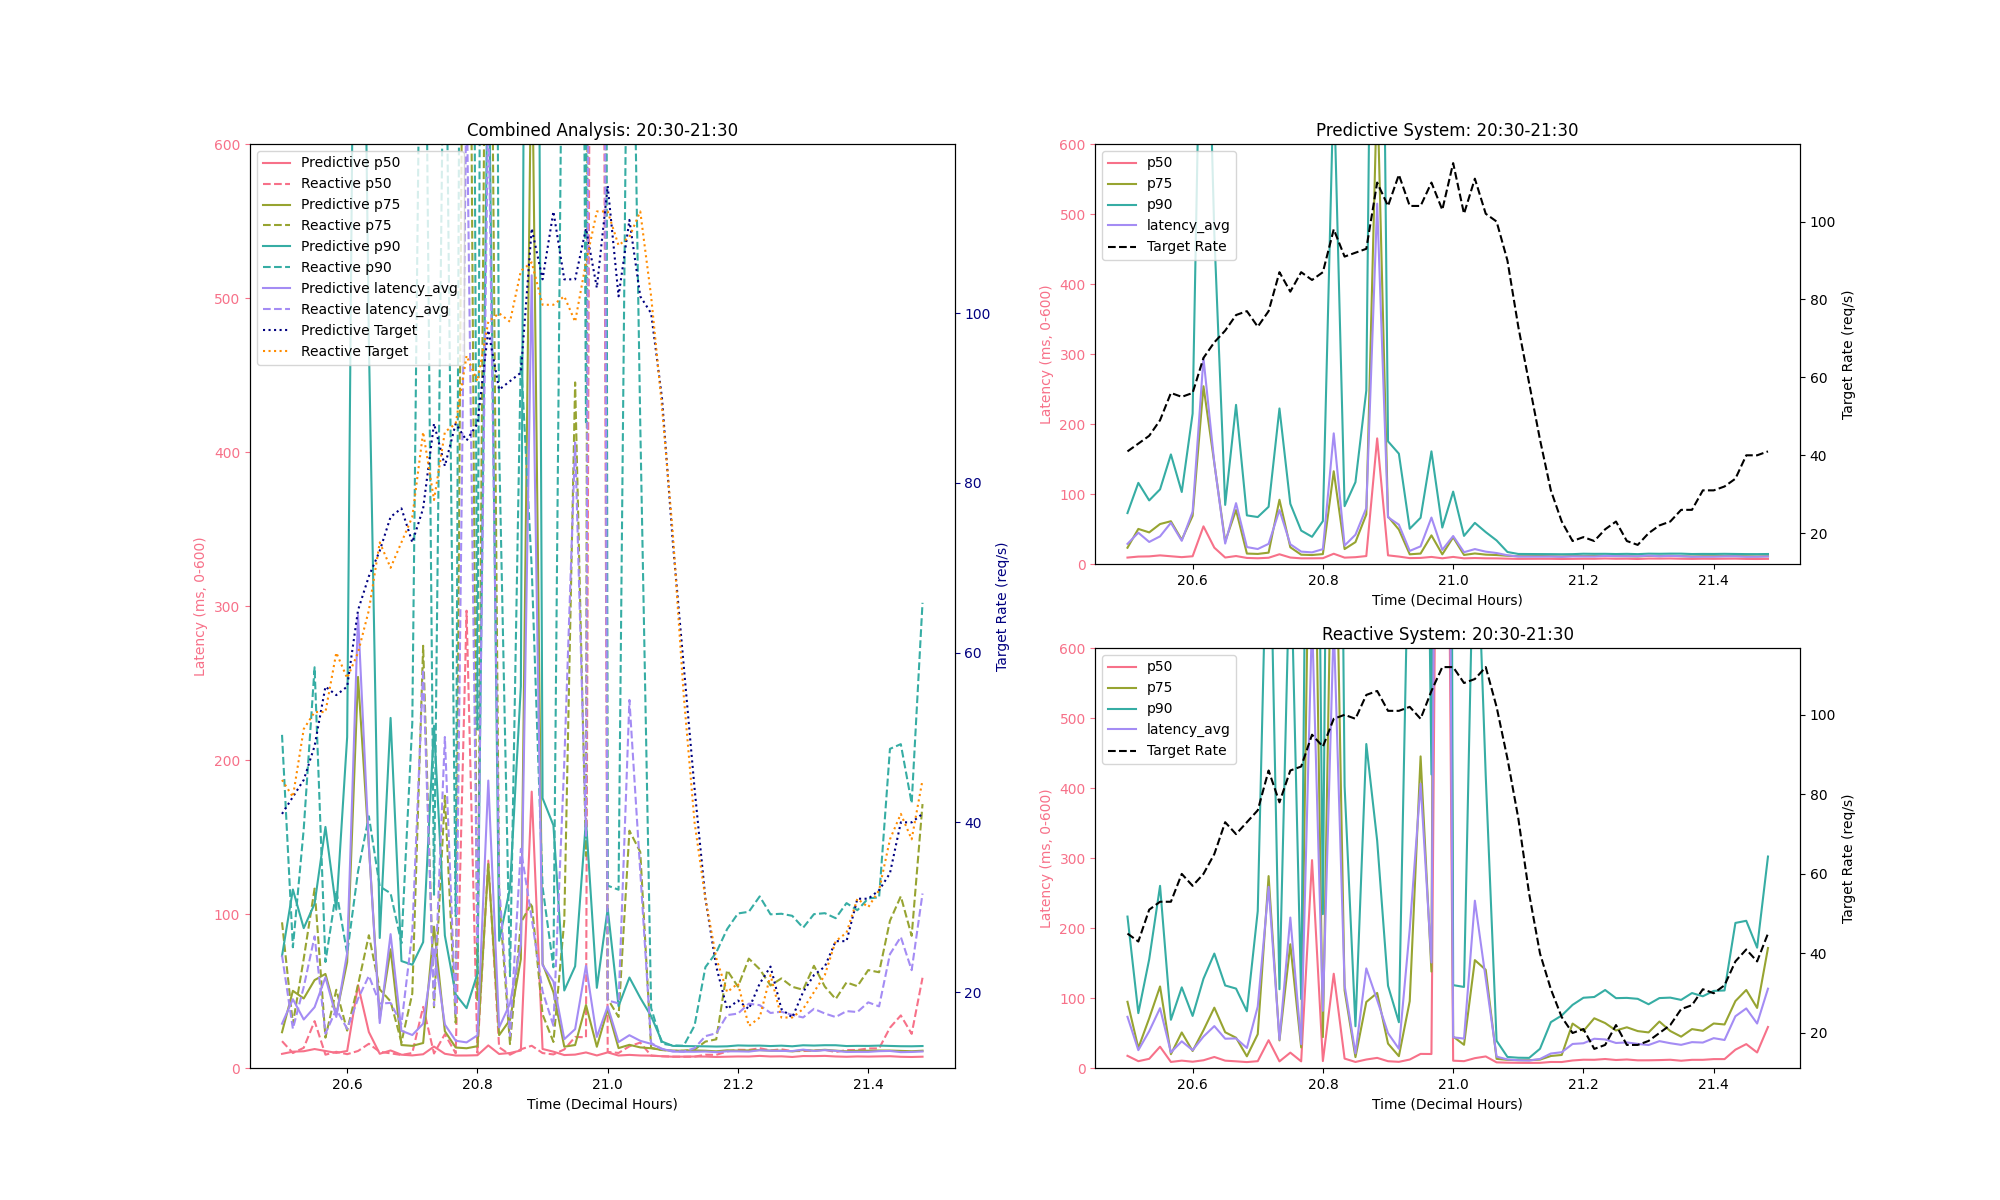 Combined Analysis: 20:30-21:30
600
500
400
300
200
100
0
Latency (ms, 0-600)
Predictive p50
Reactive p50
Predictive p75
Reactive p75
Predictive p90
Reactive p90
Predictive latency_avg
Reactive latency_avg
Predictive Target
Reactive Target
100
80
60
40
20
Target Rate (req/s)
20.6 20.8 21.0 21.2 21.4
Time (Decimal Hours)
Predictive System: 20:30-21:30
600
500
400
300
200
100
0
Latency (ms, 0-600)
p50
p75
p90
latency_avg
Target Rate
100
80
60
40
20
Target Rate (req/s)
20.6 20.8 21.0 21.2 21.4
Time (Decimal Hours)
Reactive System: 20:30-21:30
600
500
400
300
200
100
0
Latency (ms, 0-600)
p50
p75
p90
latency_avg
Target Rate
100
80
60
40
20
Target Rate (req/s)
20.6 20.8 21.0 21.2 21.4
Time (Decimal Hours)